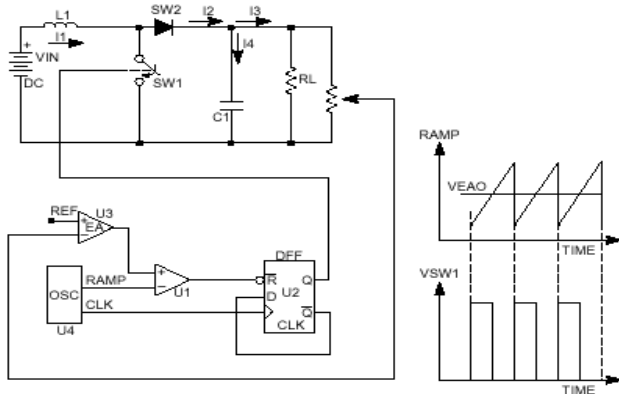 L1
SW2
I2
I3
I1
I4
VIN
DC
SW1
C1
RL
RAMP
VEAO
TIME
REF
U3
EA
+
−
OSC
RAMP
CLK
U4
+
−
U1
DFF
R
Q
D
U2
Q
CLK
VSW1
TIME